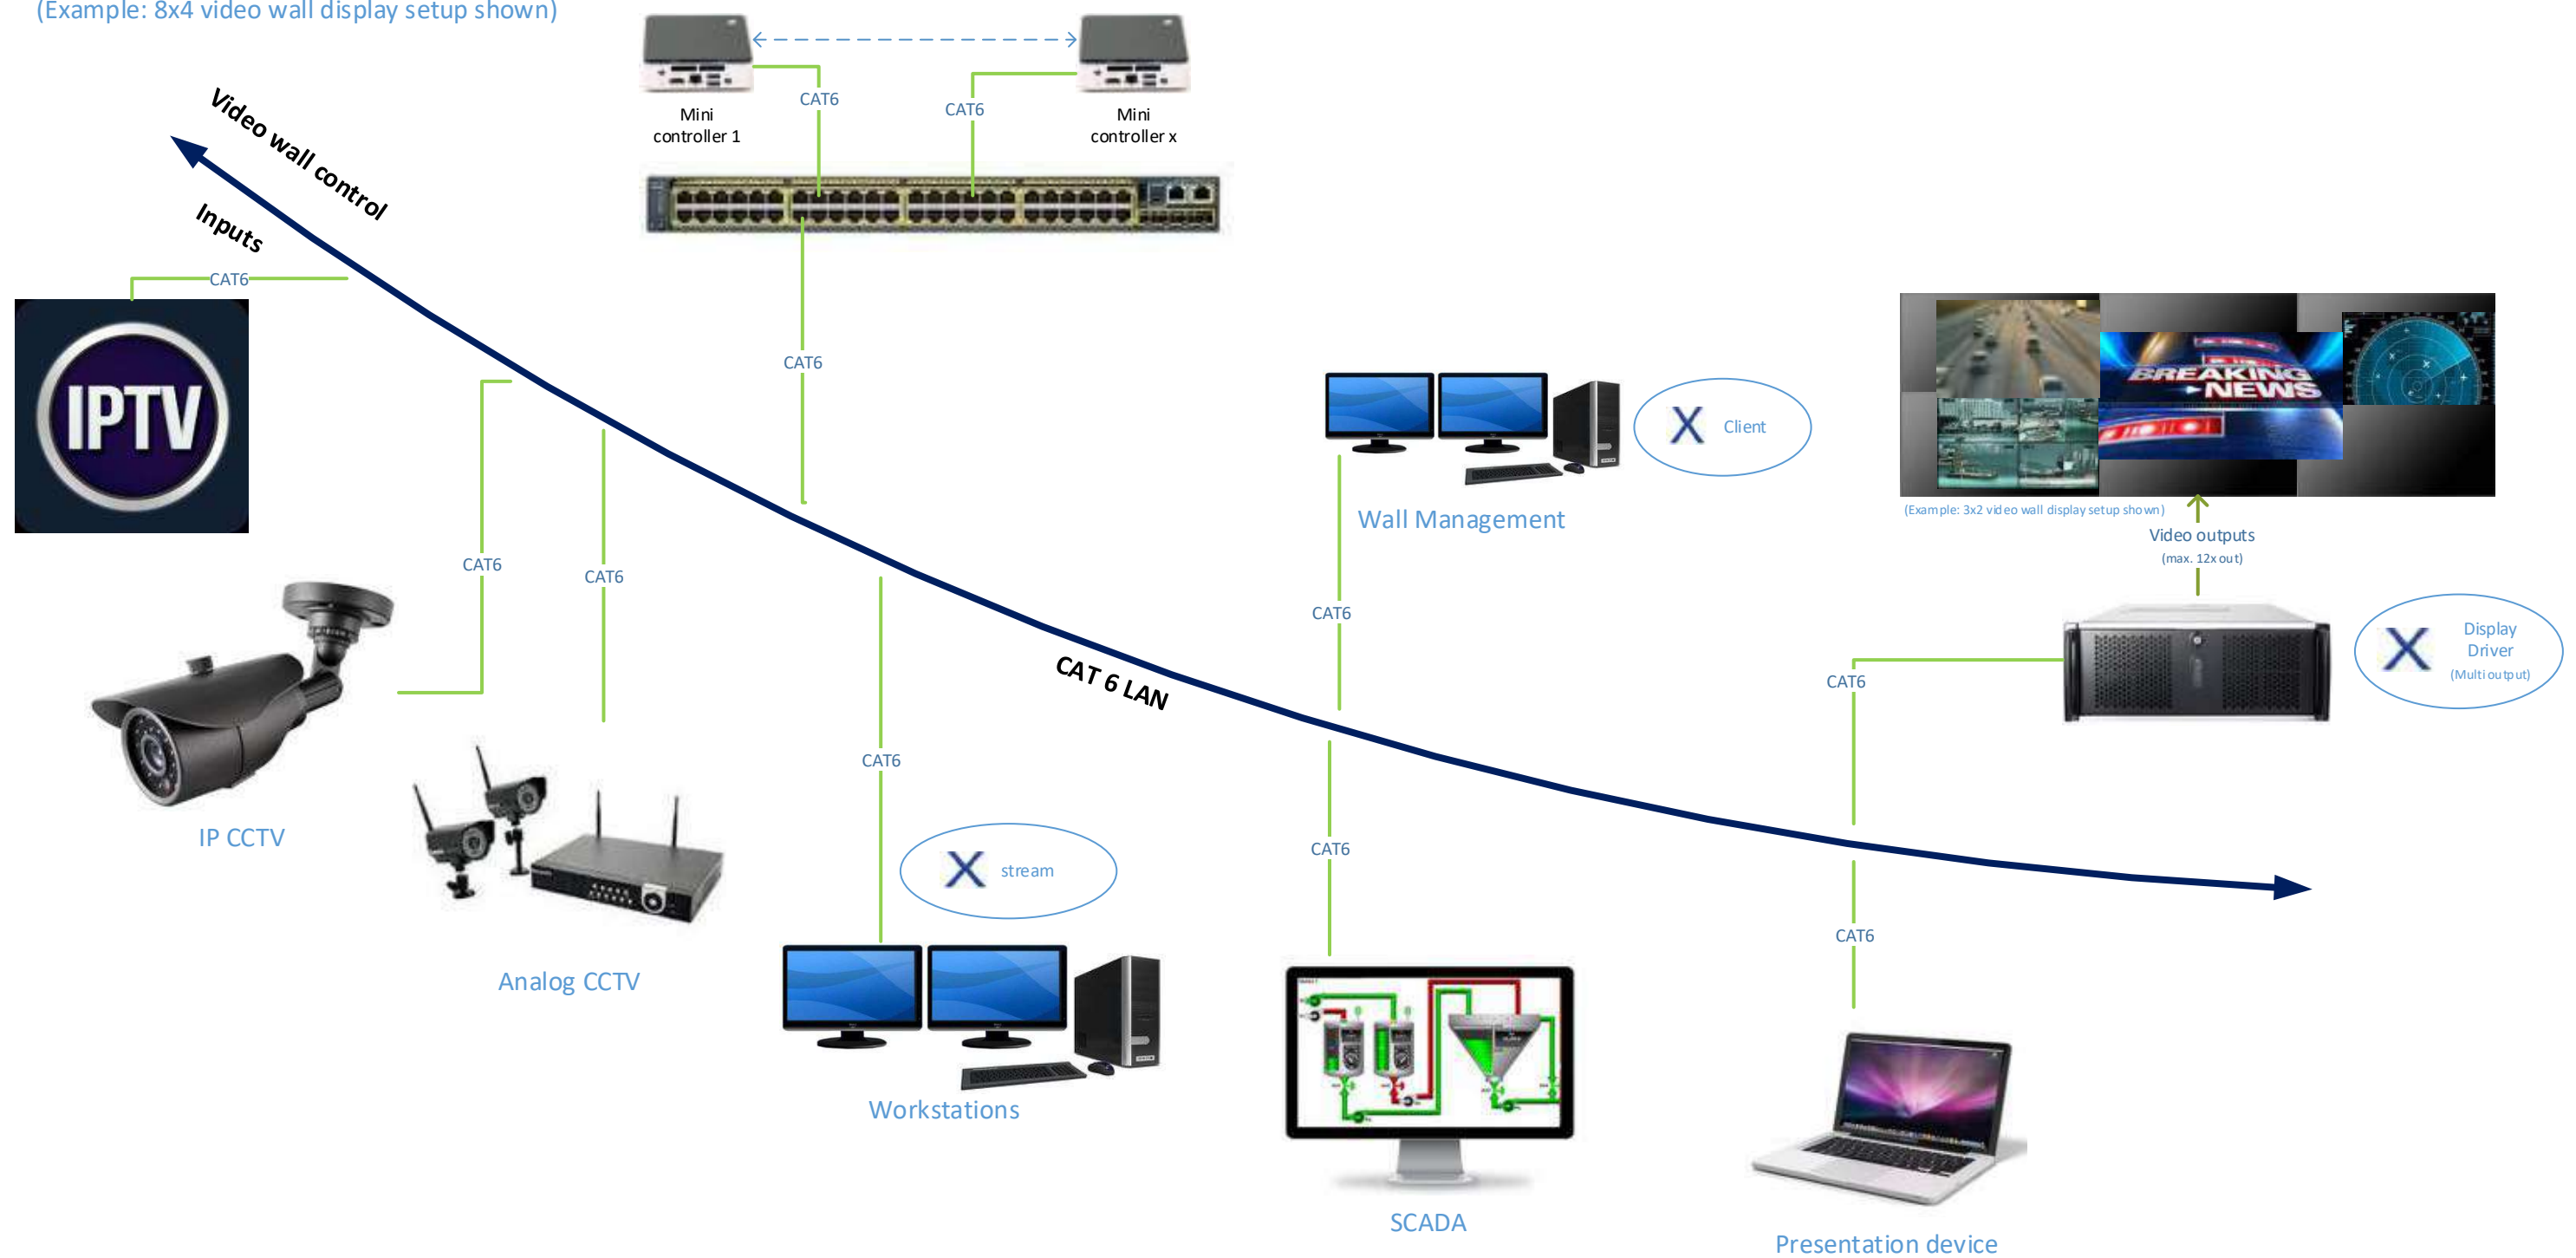 (Example: 8x4 video wall display setup shown)
Mini
controller 1
CAT6
CAT6
Mini
controller x
Video wall control
Inputs
CAT6
IPTV
CAT6
CAT6
CAT6
IP CCTV
Analog CCTV
CAT6
X stream
Workstations
CAT 6 LAN
X Client
Wall Management
CAT6
CAT6
SCADA
BREAKING
NEWS
(Example: 3x2 video wall display setup shown)
Video outputs
(max. 12x out)
X Display
Driver
(Multi output)
CAT6
CAT6
Presentation device